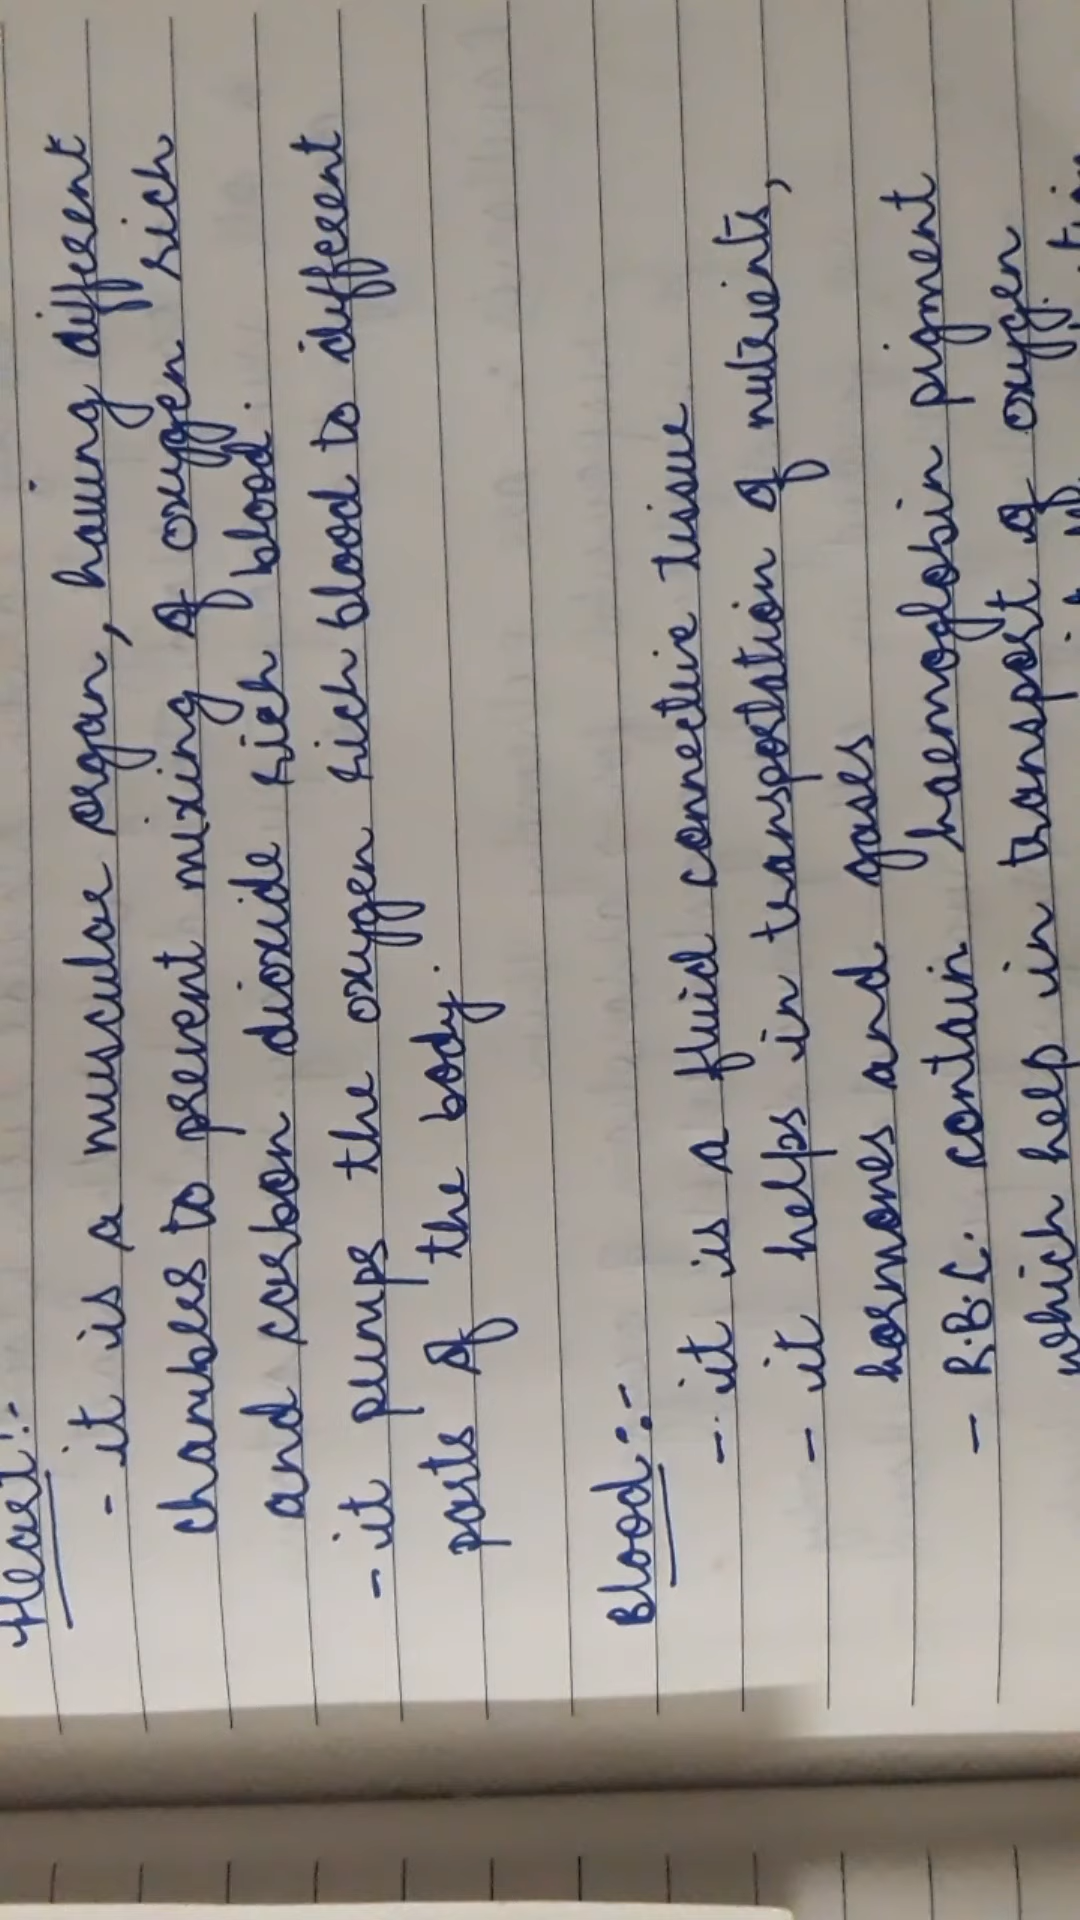 Heart:-
- it is a muscular organ, having different
chambers to prevent mixing of oxygen rich
and carbon dioxide rich blood.
- it pumps the oxygen rich blood to different
parts of the body.
Blood:-
- it is a fluid connective tissue
- it helps in transportation of nutrients,
hormones and gases
- R.B.C. contain haemoglobin pigment
which help in transport of oxygen